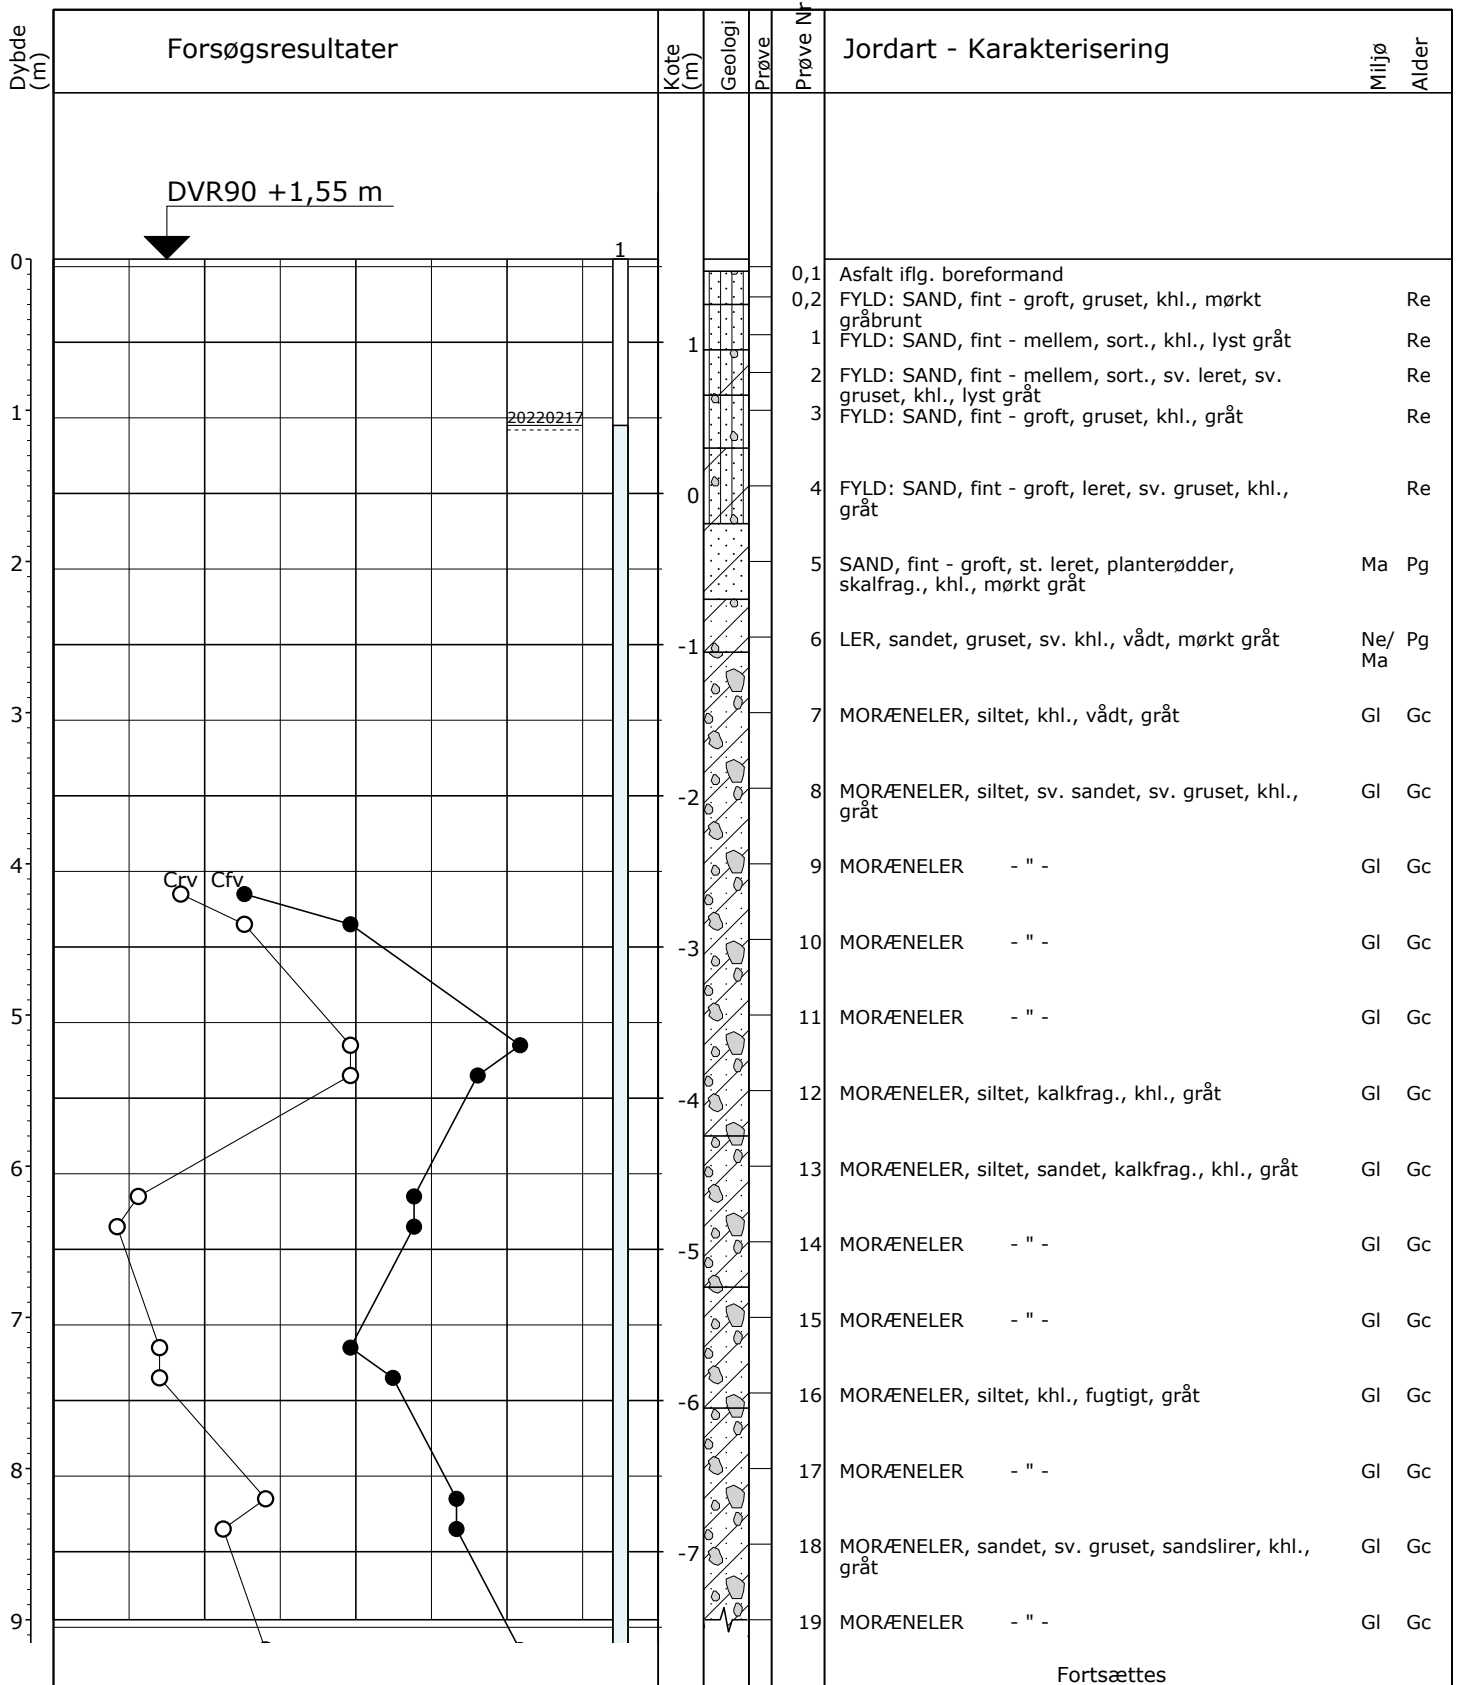 Dybde
(m)
Forsøgsresultater
Kote
(m)
Geologi
Prøve
Prøve Nr
Jordart - Karakterisering
Miljø
Alder
DVR90 +1,55 m
1
0
0,1 Asfalt iflg. boreformand
0,2 FYLD: SAND, fint - groft, gruset, khl., mørkt Re
gråbrunt
1
1 FYLD: SAND, fint - mellem, sort., khl., lyst gråt Re
2 FYLD: SAND, fint - mellem, sort., sv. leret, sv. Re
gruset, khl., lyst gråt
1
20220217
3 FYLD: SAND, fint - groft, gruset, khl., gråt Re
0
4 FYLD: SAND, fint - groft, leret, sv. gruset, khl., Re
gråt
2
5 SAND, fint - groft, st. leret, planterødder, Ma Pg
skalfrag., khl., mørkt gråt
-1
6 LER, sandet, gruset, sv. khl., vådt, mørkt gråt Ne/ Pg
Ma
3
7 MORÆNELER, siltet, khl., vådt, gråt Gl Gc
-2
8 MORÆNELER, siltet, sv. sandet, sv. gruset, khl., Gl Gc
gråt
4
9 MORÆNELER - " - Gl Gc
Crv Cfv
-3
10 MORÆNELER - " - Gl Gc
5
11 MORÆNELER - " - Gl Gc
-4
12 MORÆNELER, siltet, kalkfrag., khl., gråt Gl Gc
6
13 MORÆNELER, siltet, sandet, kalkfrag., khl., gråt Gl Gc
-5
14 MORÆNELER - " - Gl Gc
7
15 MORÆNELER - " - Gl Gc
-6
16 MORÆNELER, siltet, khl., fugtigt, gråt Gl Gc
8
17 MORÆNELER - " - Gl Gc
-7
18 MORÆNELER, sandet, sv. gruset, sandslirer, khl., Gl Gc
gråt
9
19 MORÆNELER - " - Gl Gc
Fortsættes